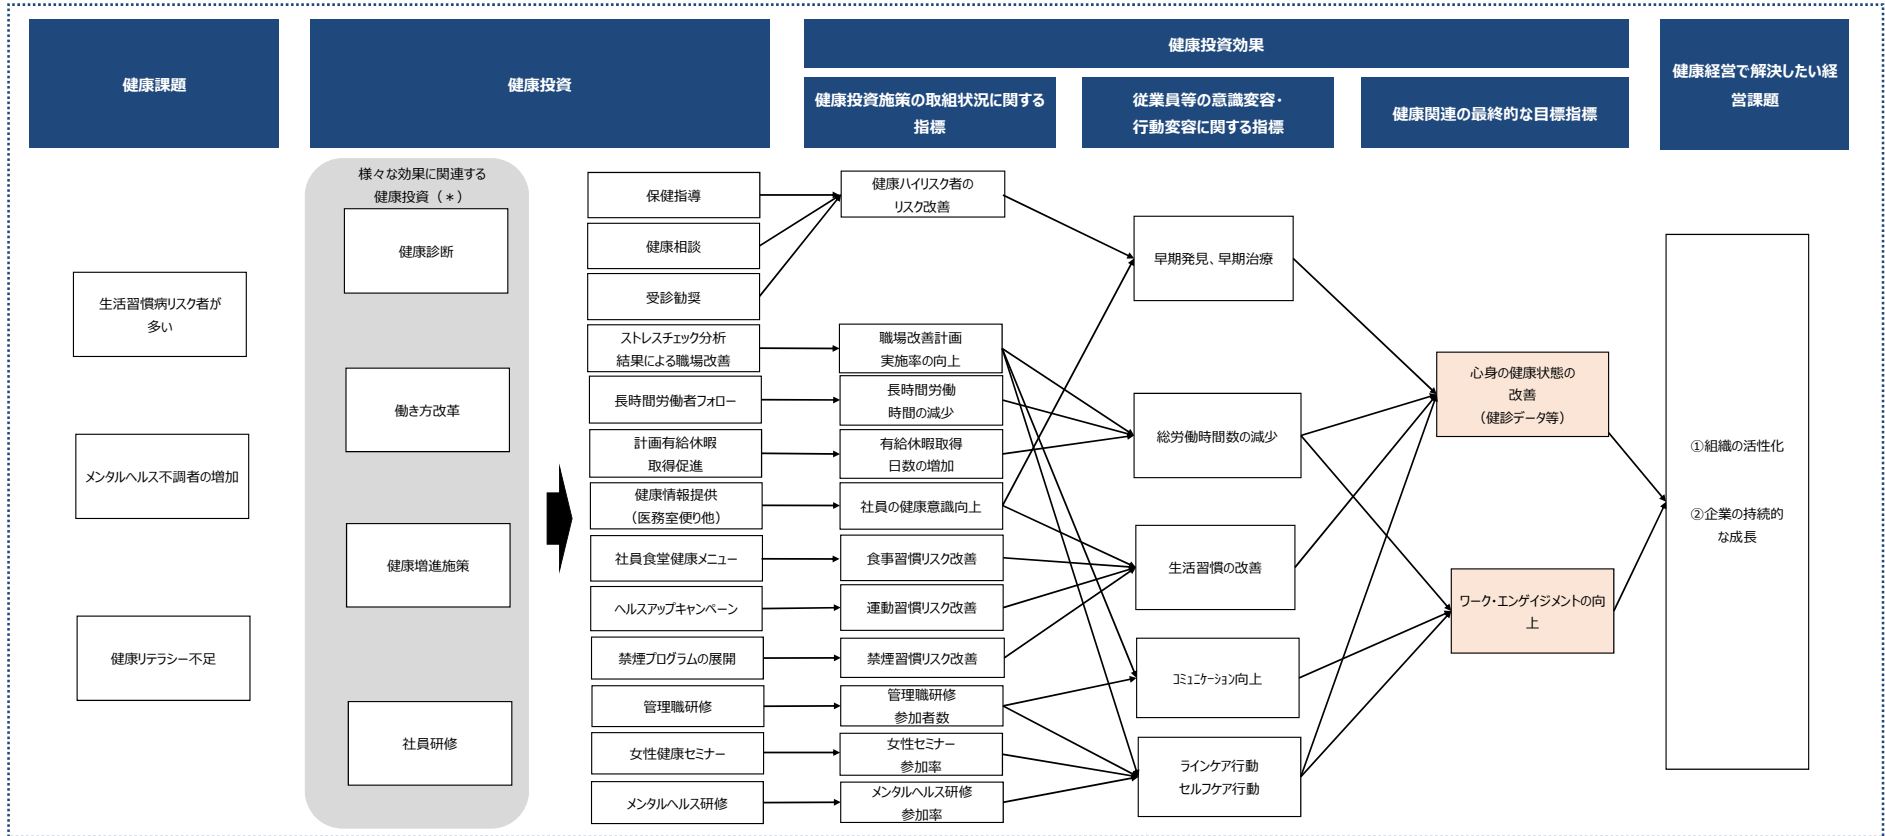 健康課題
健康投資
健康投資効果
健康投資施策の取組状況に関する
指標
従業員等の意識変容・
行動変容に関する指標
健康関連の最終的な目標指標
健康経営で解決したい経
営課題
生活習慣病リスク者が
多い
メンタルヘルス不調者の増加
健康リテラシー不足
様々な効果に関連する
健康投資（＊）
健康診断
働き方改革
健康増進施策
社員研修
保健指導
健康相談
受診勧奨
ストレスチェック分析
結果による職場改善
長時間労働者フォロー
計画有給休暇
取得促進
健康情報提供
（医務室便り他）
社員食堂健康メニュー
ヘルスアップキャンペーン
禁煙プログラムの展開
管理職研修
女性健康セミナー
メンタルヘルス研修
健康ハイリスク者の
リスク改善
職場改善計画
実施率の向上
長時間労働
時間の減少
有給休暇取得
日数の増加
社員の健康意識向上
食事習慣リスク改善
運動習慣リスク改善
禁煙習慣リスク改善
管理職研修
参加者数
女性セミナー
参加率
メンタルヘルス研修
参加率
早期発見、早期治療
総労働時間数の減少
生活習慣の改善
コミュニケーション向上
ラインケア行動
セルフケア行動
心身の健康状態の
改善
（健診データ等）
ワーク・エンゲイジメントの向
上
①組織の活性化
②企業の持続的
な成長